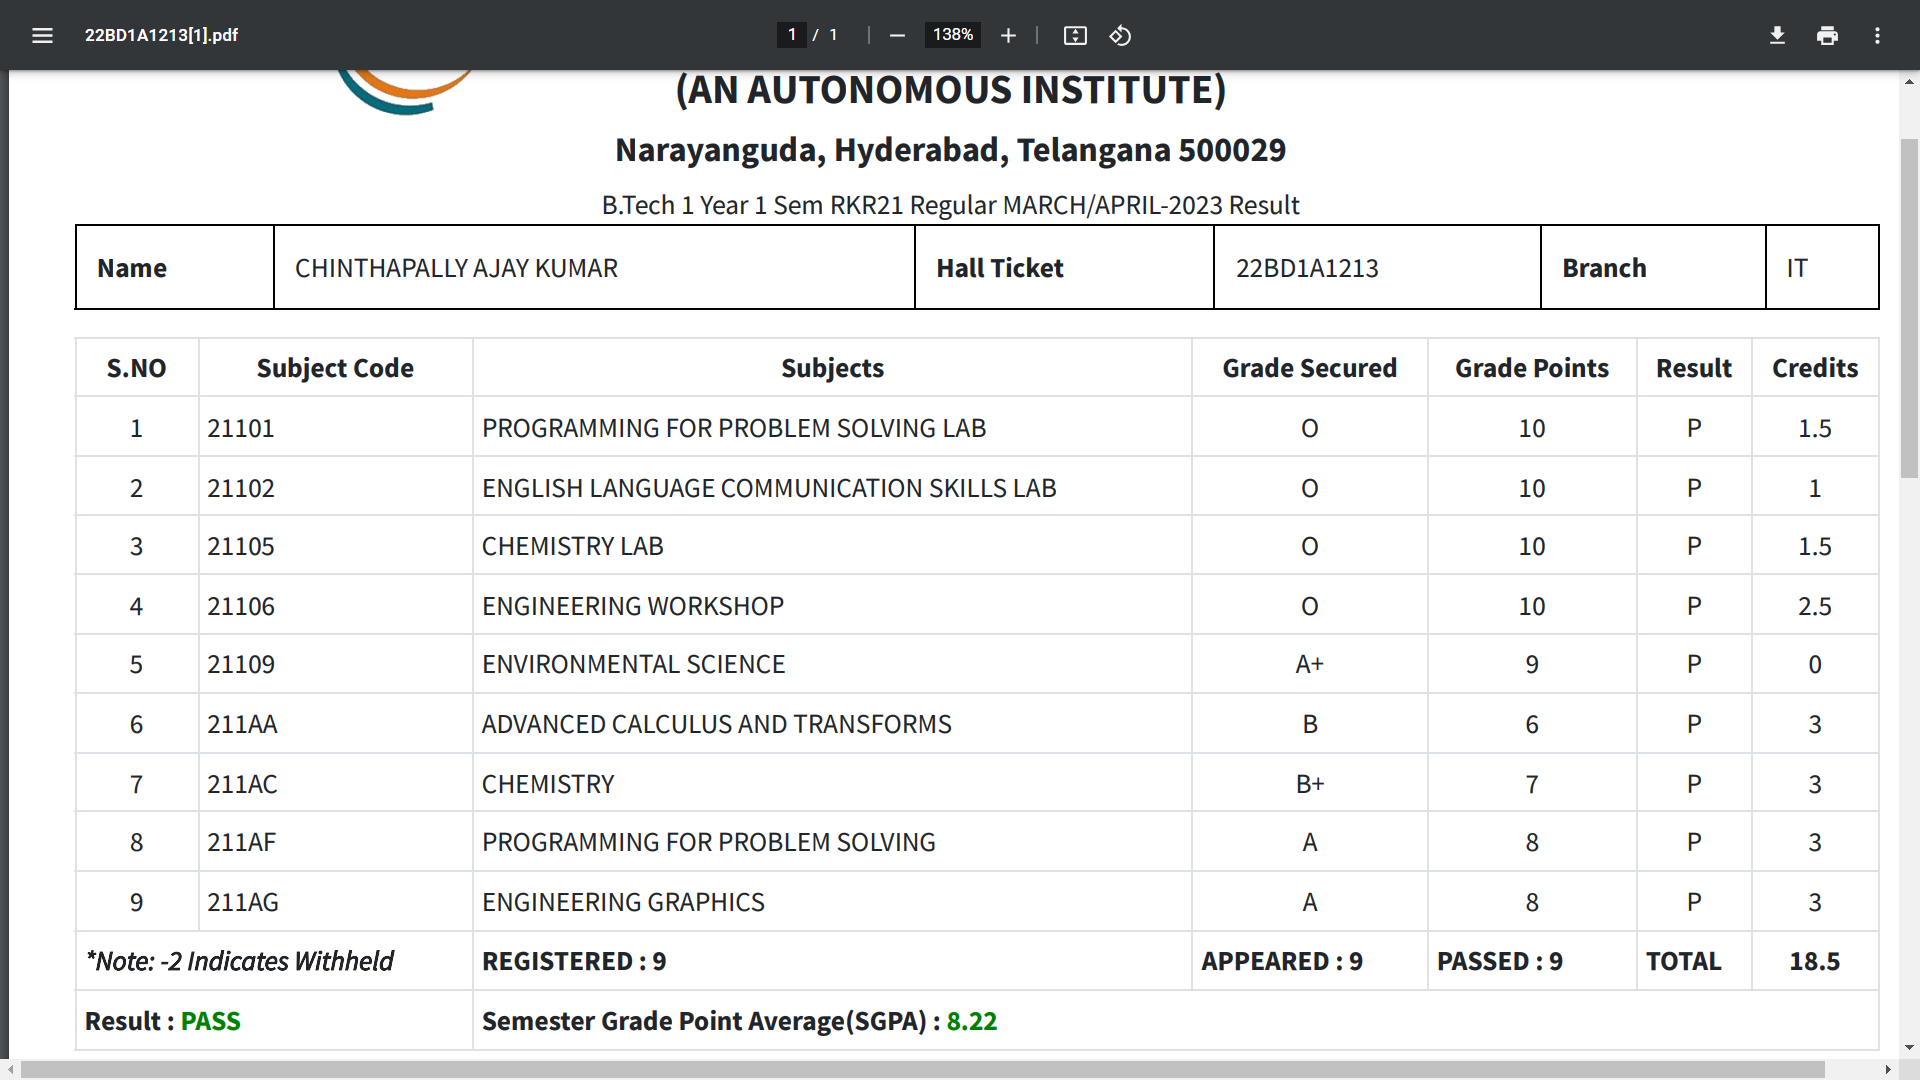 22BD1A1213[1].pdf
1 / 1
138%
(AN AUTONOMOUS INSTITUTE)
Narayanguda, Hyderabad, Telangana 500029
B.Tech 1 Year 1 Sem RKR21 Regular MARCH/APRIL-2023 Result
Name CHINTHAPALLY AJAY KUMAR Hall Ticket 22BD1A1213 Branch IT
S.NO Subject Code Subjects Grade Secured Grade Points Result Credits
1 21101 PROGRAMMING FOR PROBLEM SOLVING LAB O 10 P 1.5
2 21102 ENGLISH LANGUAGE COMMUNICATION SKILLS LAB O 10 P 1
3 21105 CHEMISTRY LAB O 10 P 1.5
4 21106 ENGINEERING WORKSHOP O 10 P 2.5
5 21109 ENVIRONMENTAL SCIENCE A+ 9 P 0
6 211AA ADVANCED CALCULUS AND TRANSFORMS B 6 P 3
7 211AC CHEMISTRY B+ 7 P 3
8 211AF PROGRAMMING FOR PROBLEM SOLVING A 8 P 3
9 211AG ENGINEERING GRAPHICS A 8 P 3
*Note: -2 Indicates Withheld REGISTERED : 9 APPEARED : 9 PASSED : 9 TOTAL 18.5
Result : PASS Semester Grade Point Average(SGPA) : 8.22